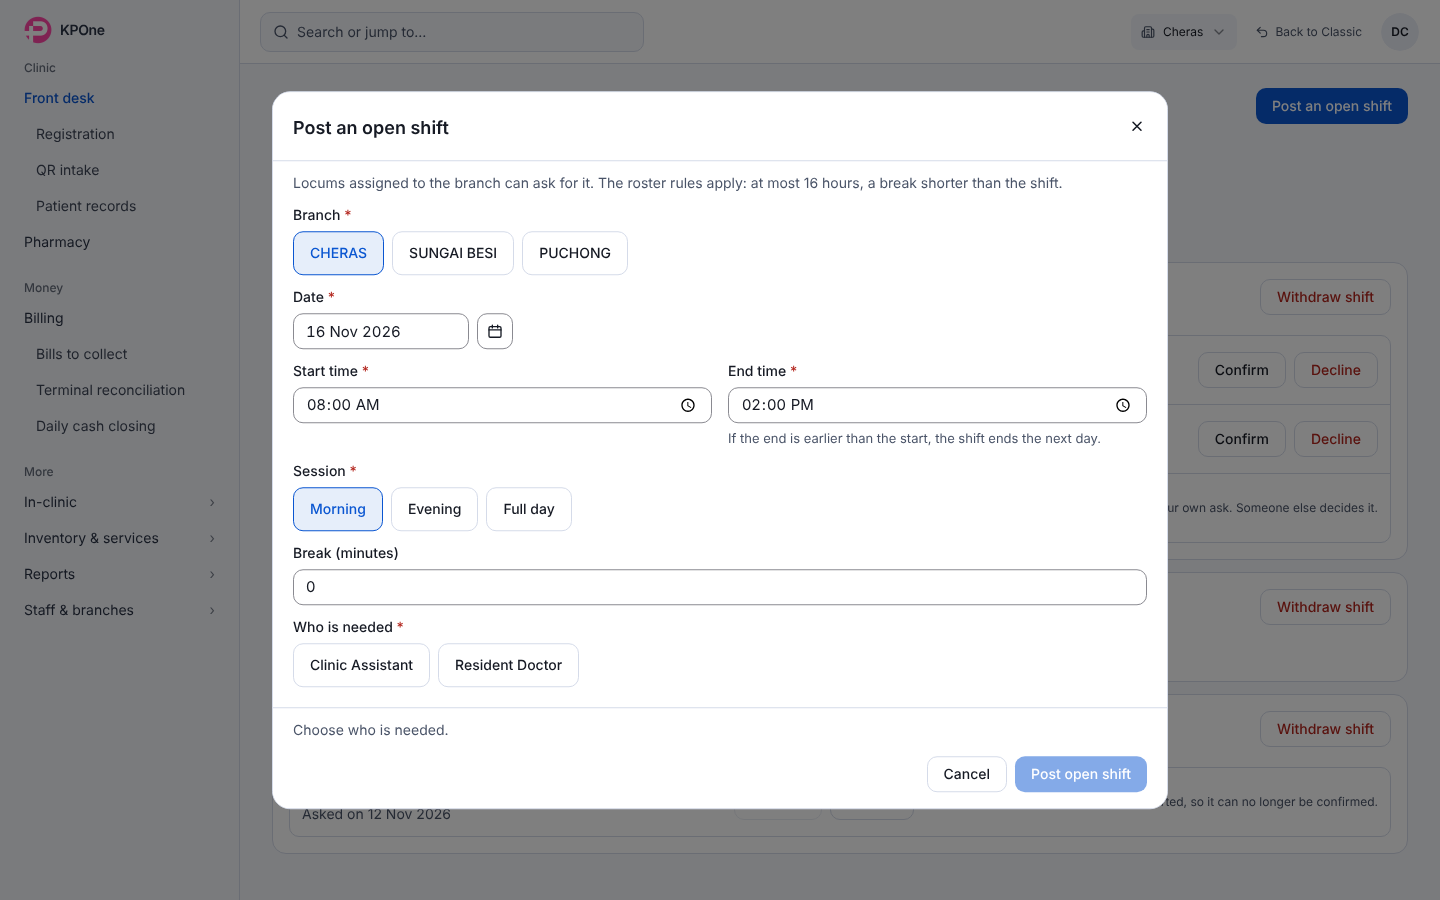 KPOne
Clinic
Front desk
Registration
QR intake
Patient records
Pharmacy
Money
Billing
Bills to collect
Terminal reconciliation
Daily cash closing
More
In-clinic
Inventory & services
Reports
Staff & branches
Search or jump to...
Cheras
Back to Classic
DC
Post an open shift
Post an open shift
Locums assigned to the branch can ask for it. The roster rules apply: at most 16 hours, a break shorter than the shift.
Branch *
CHERAS SUNGAI BESI PUCHONG
Date *
16 Nov 2026
Start time * End time *
08:00 AM 02:00 PM
If the end is earlier than the start, the shift ends the next day.
Session *
Morning Evening Full day
Break (minutes)
0
Who is needed *
Clinic Assistant Resident Doctor
Choose who is needed.
Cancel Post open shift
Withdraw shift
Confirm Decline
Confirm Decline
ur own ask. Someone else decides it.
Withdraw shift
Withdraw shift
ted, so it can no longer be confirmed.
Asked on 12 Nov 2026